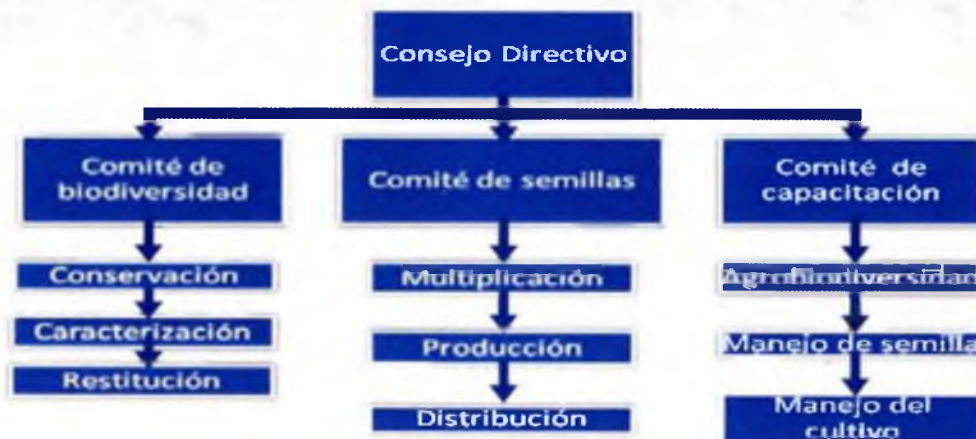 Consejo Directivo
Comité de
biodiversidad
Conservación
Caracterización
Restitución
Comité de semillas
Multiplicación
Producción
Distribución
Comité de
capacitación
Agrobiodiversidad
Manejo de semilla
Manejo del
cultivo